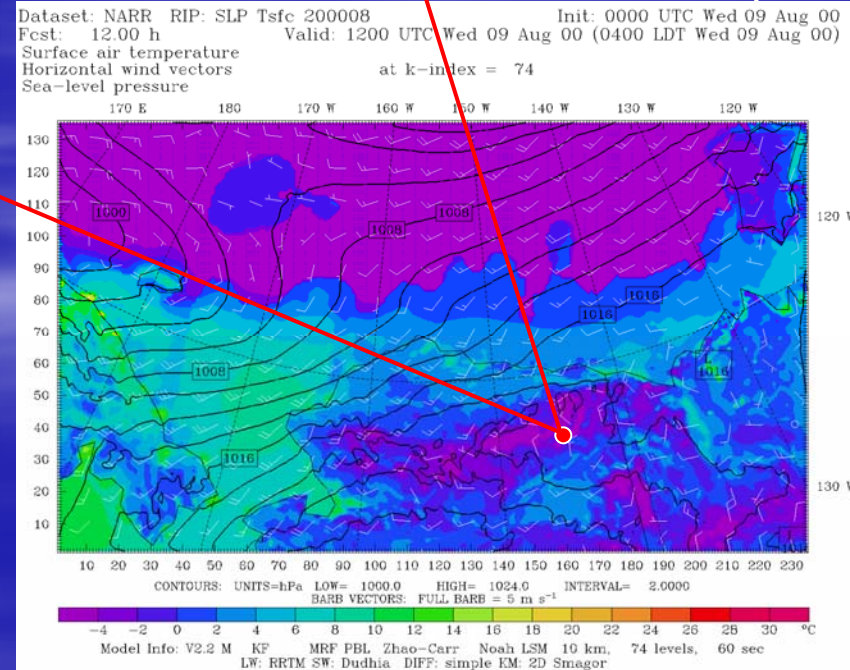 Dataset: NARR RIP: SLP Tsfc 200008 Init: 0000 UTC Wed 09 Aug 00
Fcst: 12.00 h Valid: 1200 UTC Wed 09 Aug 00 (0400 LDT Wed 09 Aug 00)
Surface air temperature
Horizontal wind vectors at k-index = 74
Sea-level pressure
170 E 180 170 W 160 W 150 W 140 W 130 W 120 W
130
120
110
100
90
80
70
60
50
40
30
20
10
1000
1008
1008
1016
1016
1008
L
1016
1016
120 W
130 W
10 20 30 40 50 60 70 80 90 100 110 120 130 140 150 160 170 180 190 200 210 220 230
CONTOURS: UNITS=hPa LOW= 1000.0 HIGH= 1024.0 INTERVAL= 2.0000
BARB VECTORS: FULL BARB = 5 m s⁻¹
−4 −2 0 2 4 6 8 10 12 14 16 18 20 22 24 26 28 30 °C
Model Info: V2.2 M KF MRF PBL Zhao-Carr Noah LSM 10 km, 74 levels, 60 sec
LW: RRTM SW: Dudhia DIFF: simple KM: 2D Smagor